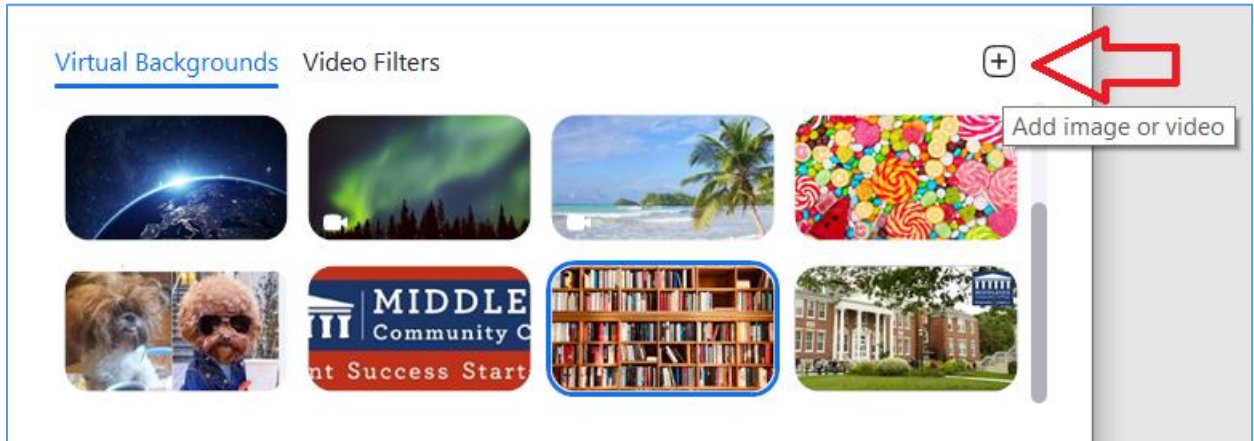 Virtual Backgrounds Video Filters
Add image or video
MIDDLE
Community C
nt Success Start